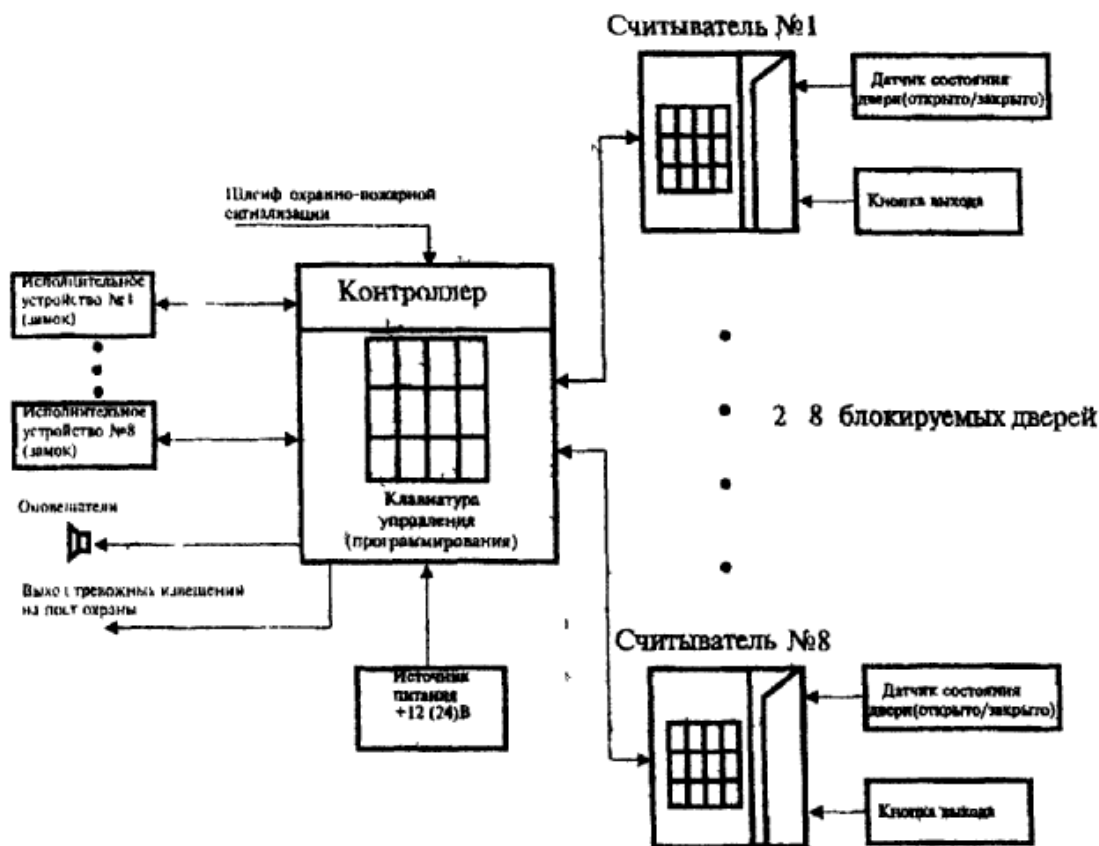 Считыватель №1
Датчик состояния
двери(открыто/закрыто)
Кнопка выхода
Шлейф охранно-пожарной
сигнализации
Исполнительное
устройство №1
(замок)
Контроллер
Исполнительное
устройство №8
(замок)
2 8 блокируемых дверей
Клавиатура
управления
(программирования)
Оповещатели
Выхо тревожных извещений
на пост охраны
Источник
питания
+12 (24)В
Считыватель №8
Датчик состояния
двери(открыто/закрыто)
Кнопка выхода